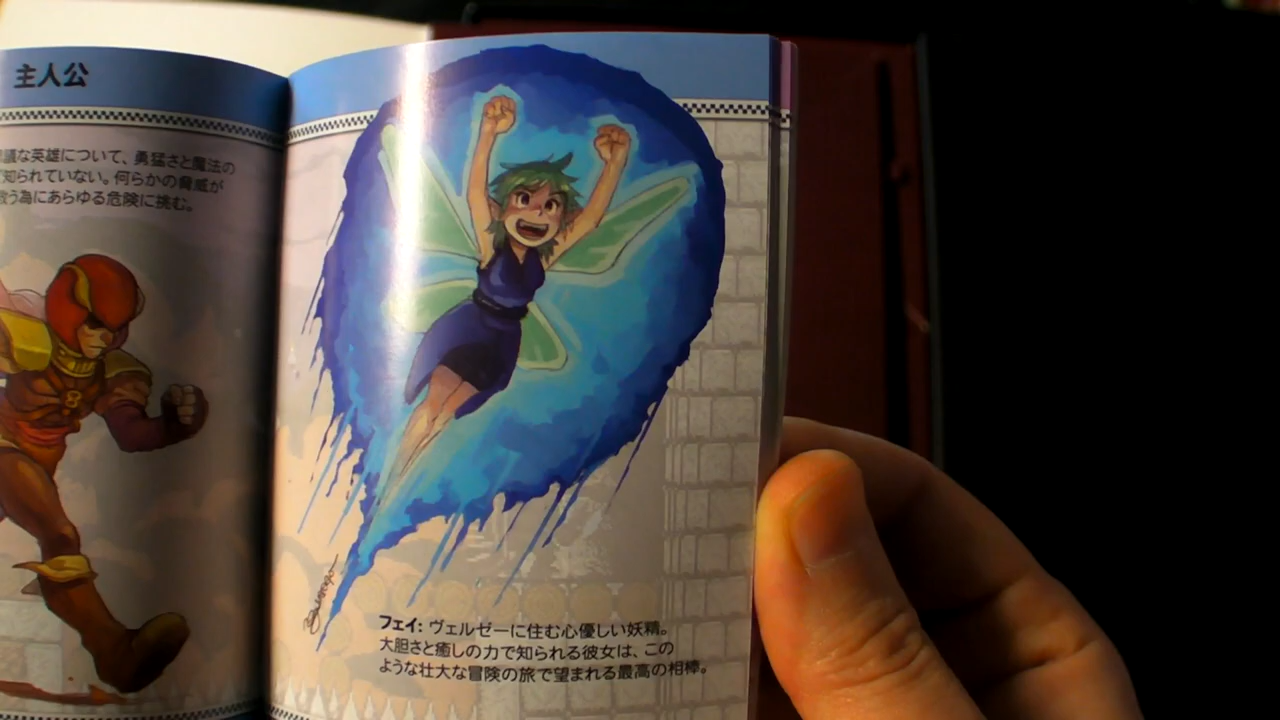 主人公
議な英雄について、勇猛さと魔法の
知られていない。何らかの脅威が
救う為にあらゆる危険に挑む。
8
フェイ: ヴェルゼーに住む心優しい妖精。
大胆さと癒しの力で知られる彼女は、この
ような壮大な冒険の旅で望まれる最高の相棒。